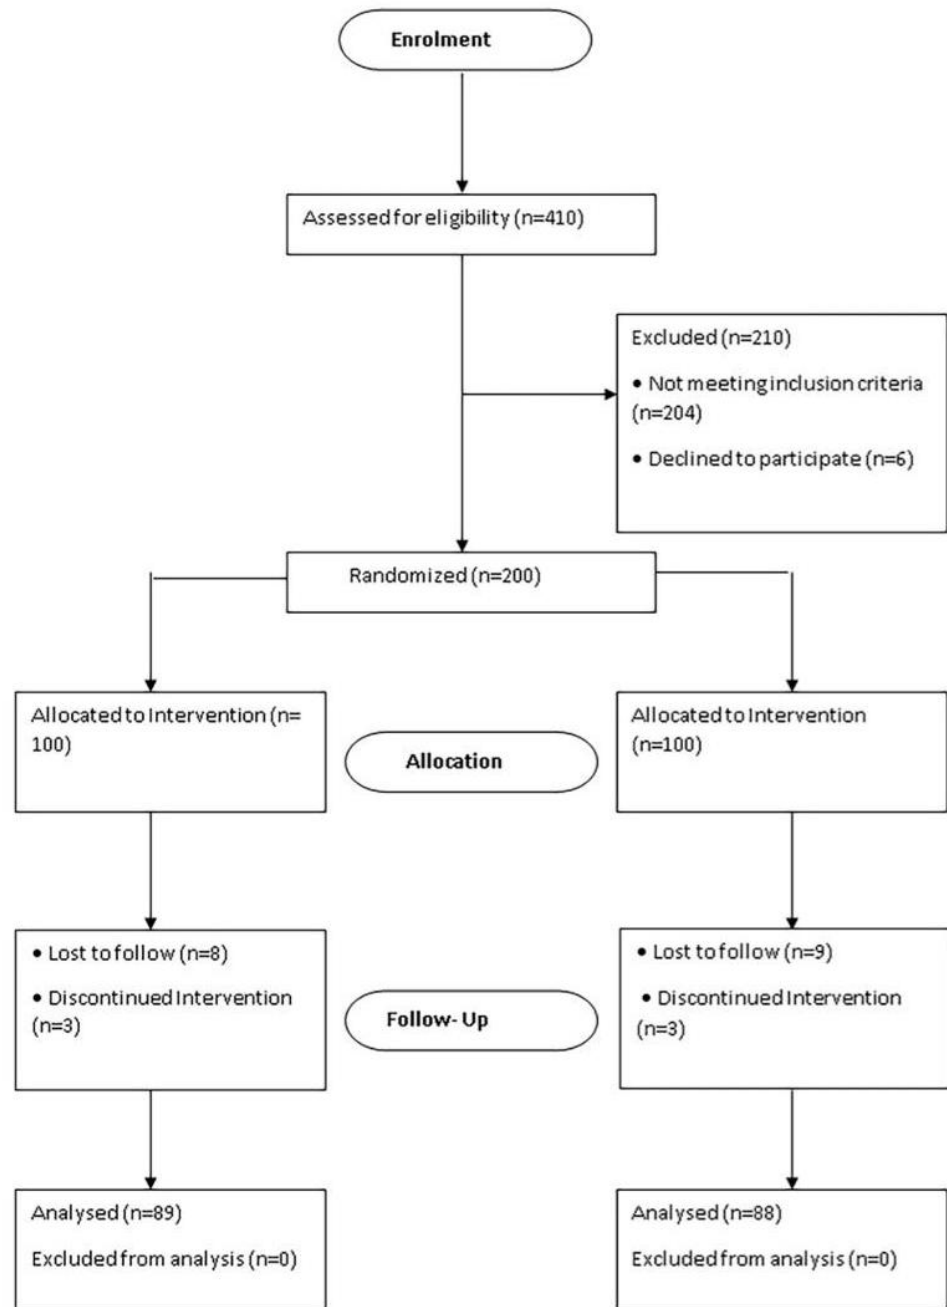 Enrolment
Assessed for eligibility (n=410)
Excluded (n=210)
• Not meeting inclusion criteria
(n=204)
• Declined to participate (n=6)
Randomized (n=200)
Allocated to Intervention (n=
100)
Allocation
Allocated to Intervention
(n=100)
• Lost to follow (n=8)
• Discontinued Intervention
(n=3)
Follow- Up
• Lost to follow (n=9)
• Discontinued Intervention
(n=3)
Analysed (n=89)
Excluded from analysis (n=0)
Analysed (n=88)
Excluded from analysis (n=0)